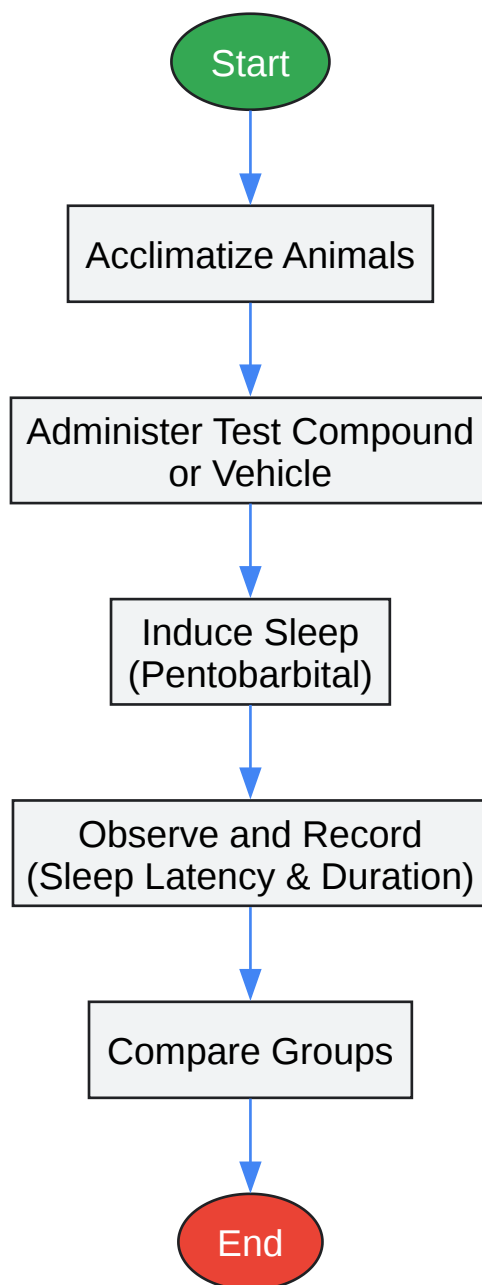 Start
Acclimatize Animals
Administer Test Compound
or Vehicle
Induce Sleep
(Pentobarbital)
Observe and Record
(Sleep Latency & Duration)
Compare Groups
End